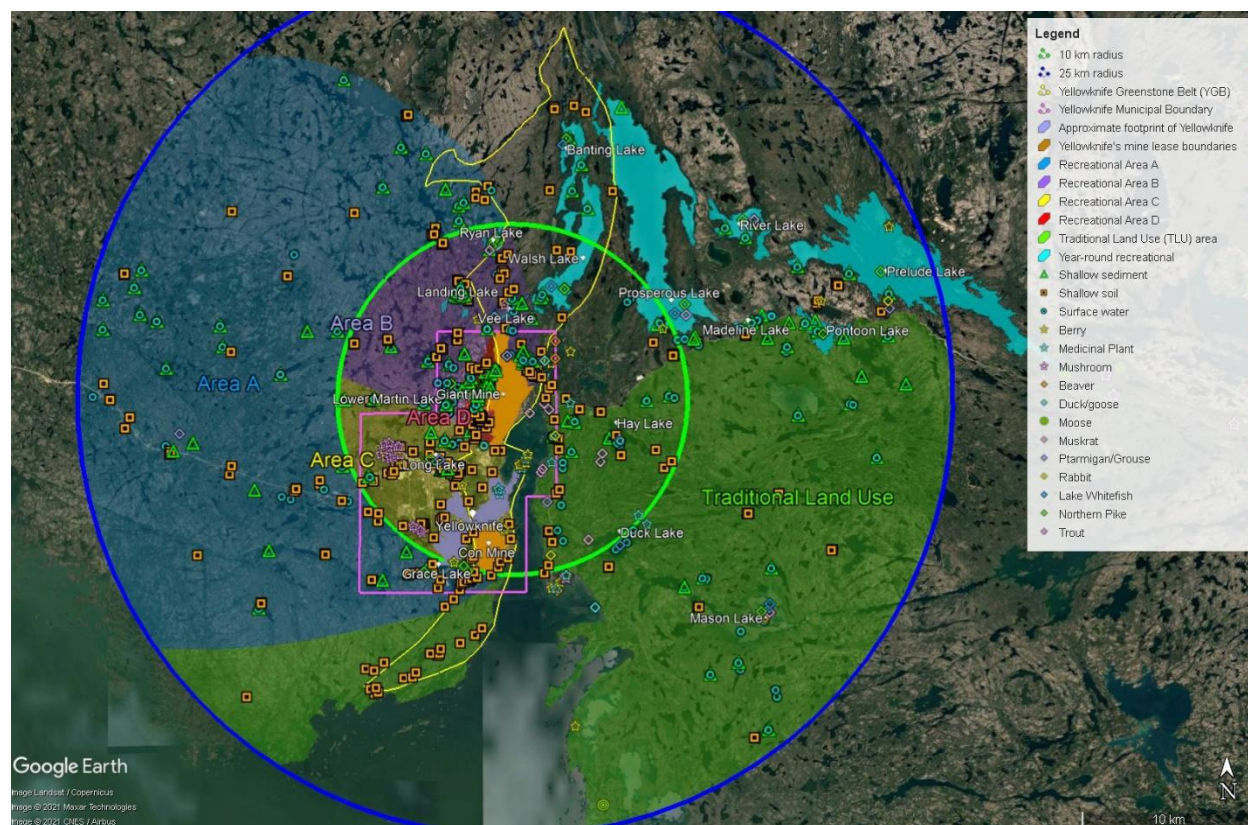 Legend
10 km radius
25 km radius
Yellowknife Greenstone Belt (YGB)
Yellowknife Municipal Boundary
Approximate footprint of Yellowknife
Yellowknife's mine lease boundaries
Recreational Area A
Recreational Area B
Recreational Area C
Recreational Area D
Traditional Land Use (TLU) area
Year-round recreational
Shallow sediment
Shallow soil
Surface water
Berry
Medicinal Plant
Mushroom
Beaver
Duck/goose
Moose
Muskrat
Ptarmigan/Grouse
Rabbit
Lake Whitefish
Northern Pike
Trout
Banting Lake
River Lake
Ryan Lake
Walsh Lake
Prelude Lake
Landing Lake
Prosperous Lake
Vee Lake
Area B
Madeline Lake
Pontoon Lake
Area A
Lower Martin Lake
Giant Mine
Area D
Hay Lake
Area C
Long Lake
Traditional Land Use
Yellowknife
Duck Lake
Con Mine
Grace Lake
Mason Lake
Google Earth
Image Landsat / Copernicus
Image © 2021 Maxar Technologies
Image © 2021 CNES / Airbus
N
10 km